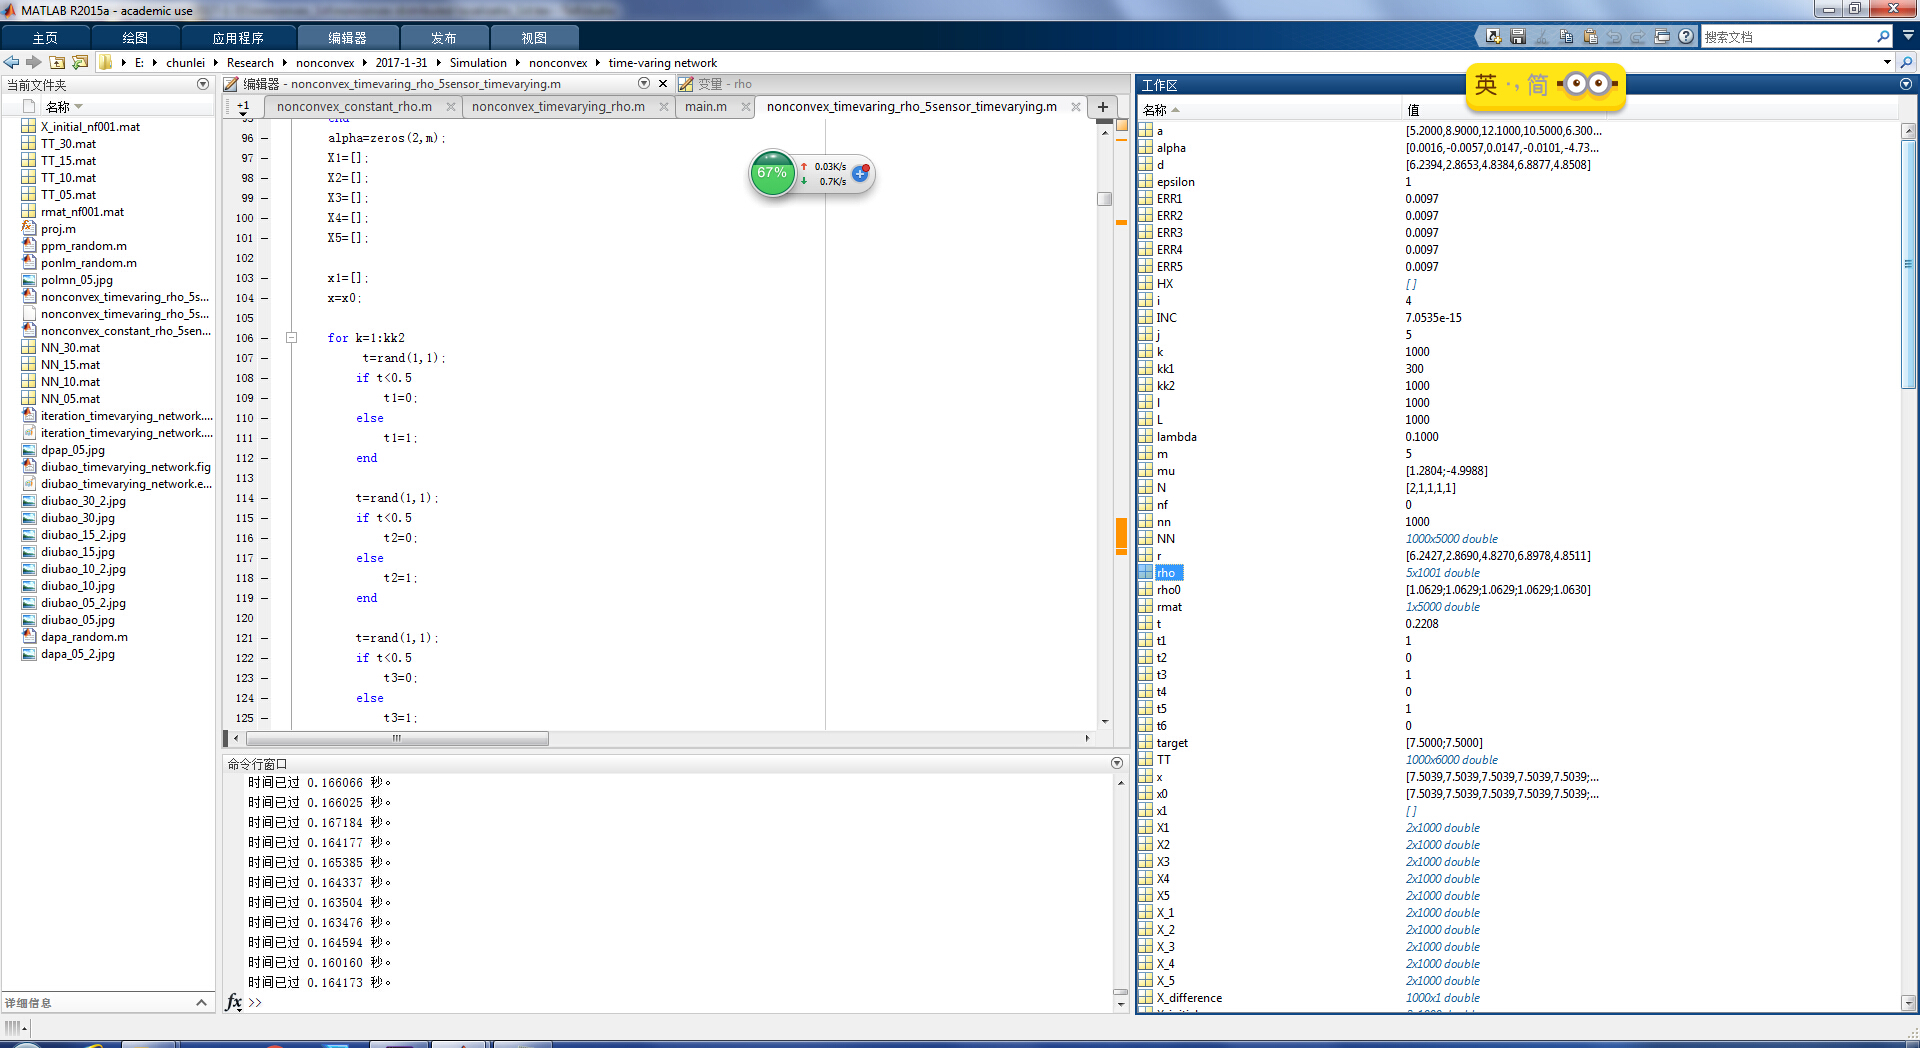 MATLAB R2015a - academic use
主页 绘图 应用程序 编辑器 发布 视图
搜索文档
E: chunlei Research nonconvex 2017-1-31 Simulation nonconvex time-varing network
当前文件夹
名称
X_initial_nf001.mat
TT_30.mat
TT_15.mat
TT_10.mat
TT_05.mat
rmat_nf001.mat
proj.m
ppm_random.m
ponlm_random.m
polmn_05.jpg
nonconvex_timevaring_rho_5s...
nonconvex_timevaring_rho_5s...
nonconvex_constant_rho_5sen...
NN_30.mat
NN_15.mat
NN_10.mat
NN_05.mat
iteration_timevarying_network....
iteration_timevarying_network....
dpap_05.jpg
diubao_timevarying_network.fig
diubao_timevarying_network.e...
diubao_30_2.jpg
diubao_30.jpg
diubao_15_2.jpg
diubao_15.jpg
diubao_10_2.jpg
diubao_10.jpg
diubao_05_2.jpg
diubao_05.jpg
dapa_random.m
dapa_05_2.jpg
详细信息
编辑器 - nonconvex_timevaring_rho_5sensor_timevarying.m
变量 - rho
+1 nonconvex_constant_rho.m nonconvex_timevarying_rho.m main.m nonconvex_timevaring_rho_5sensor_timevarying.m +
95 end
96 alpha=zeros(2,m);
97 X1=[];
98 X2=[];
99 X3=[];
100 X4=[];
101 X5=[];
102
103 x1=[];
104 x=x0;
105
106 for k=1:kk2
107 t=rand(1,1);
108 if t<0.5
109 t1=0;
110 else
111 t1=1;
112 end
113
114 t=rand(1,1);
115 if t<0.5
116 t2=0;
117 else
118 t2=1;
119 end
120
121 t=rand(1,1);
122 if t<0.5
123 t3=0;
124 else
125 t3=1;
67%
0.03K/s
0.7K/s
命令行窗口
时间已过 0.166066 秒。
时间已过 0.166025 秒。
时间已过 0.167184 秒。
时间已过 0.164177 秒。
时间已过 0.165385 秒。
时间已过 0.164337 秒。
时间已过 0.163504 秒。
时间已过 0.163476 秒。
时间已过 0.164594 秒。
时间已过 0.160160 秒。
时间已过 0.164173 秒。
fx >>
工作区
英 · , 简
名称 值
a [5.2000,8.9000,12.1000,10.5000,6.300...
alpha [0.0016,-0.0057,0.0147,-0.0101,-4.73...
d [6.2394,2.8653,4.8384,6.8877,4.8508]
epsilon 1
ERR1 0.0097
ERR2 0.0097
ERR3 0.0097
ERR4 0.0097
ERR5 0.0097
HX []
i 4
INC 7.0535e-15
j 5
k 1000
kk1 300
kk2 1000
l 1000
L 1000
lambda 0.1000
m 5
mu [1.2804;-4.9988]
N [2,1,1,1,1]
nf 0
nn 1000
NN 1000x5000 double
r [6.2427,2.8690,4.8270,6.8978,4.8511]
rho 5x1001 double
rho0 [1.0629;1.0629;1.0629;1.0629;1.0630]
rmat 1x5000 double
t 0.2208
t1 1
t2 0
t3 1
t4 0
t5 1
t6 0
target [7.5000;7.5000]
TT 1000x6000 double
x [7.5039,7.5039,7.5039,7.5039,7.5039;...
x0 [7.5039,7.5039,7.5039,7.5039,7.5039;...
x1 []
X1 2x1000 double
X2 2x1000 double
X3 2x1000 double
X4 2x1000 double
X5 2x1000 double
X_1 2x1000 double
X_2 2x1000 double
X_3 2x1000 double
X_4 2x1000 double
X_5 2x1000 double
X_difference 1000x1 double